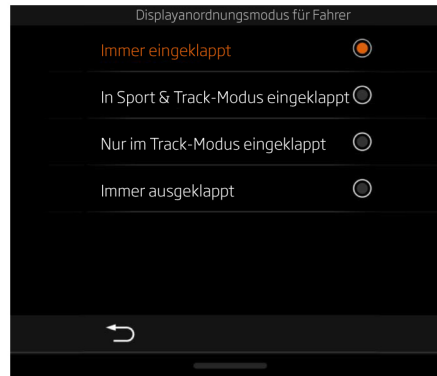 Displayanordnungsmodus für Fahrer
Immer eingeklappt
In Sport & Track-Modus eingeklappt
Nur im Track-Modus eingeklappt
Immer ausgeklappt